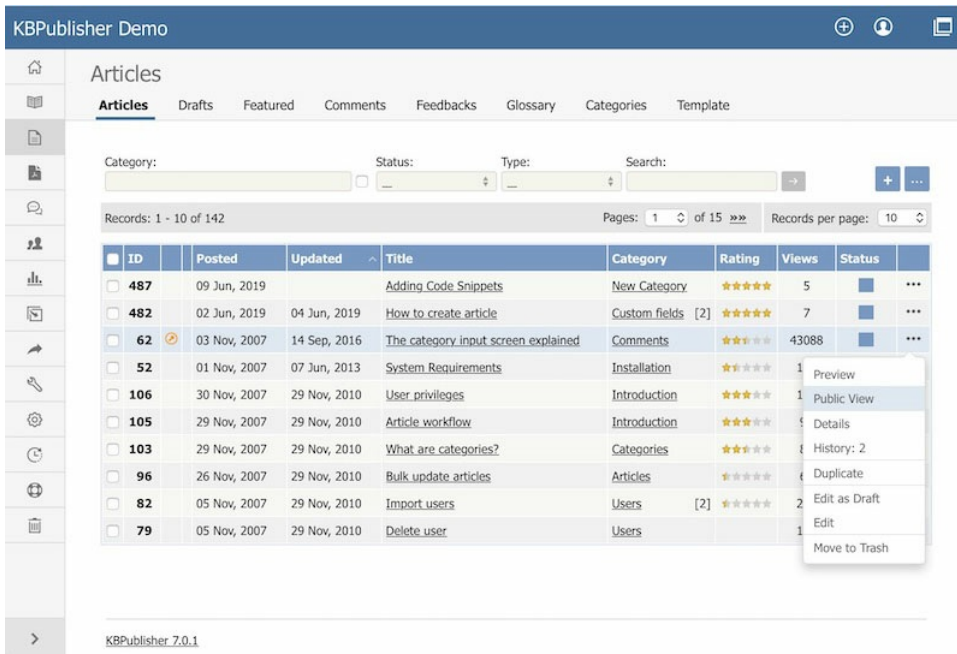 KBPublisher Demo
Articles
Articles Drafts Featured Comments Feedbacks Glossary Categories Template
Category: Status: Type: Search:
__ __
Records: 1 - 10 of 142 Pages: 1 of 15 »» Records per page: 10
ID Posted Updated Title Category Rating Views Status
487 09 Jun, 2019 Adding Code Snippets New Category 5 •••
482 02 Jun, 2019 04 Jun, 2019 How to create article Custom fields [2] 7 •••
62 03 Nov, 2007 14 Sep, 2016 The category input screen explained Comments 43088 •••
52 01 Nov, 2007 07 Jun, 2013 System Requirements Installation
106 30 Nov, 2007 29 Nov, 2010 User privileges Introduction
105 29 Nov, 2007 29 Nov, 2010 Article workflow Introduction
103 29 Nov, 2007 29 Nov, 2010 What are categories? Categories
96 26 Nov, 2007 29 Nov, 2010 Bulk update articles Articles
82 05 Nov, 2007 29 Nov, 2010 Import users Users [2]
79 05 Nov, 2007 29 Nov, 2010 Delete user Users
Preview
Public View
Details
History: 2
Duplicate
Edit as Draft
Edit
Move to Trash
KBPublisher 7.0.1